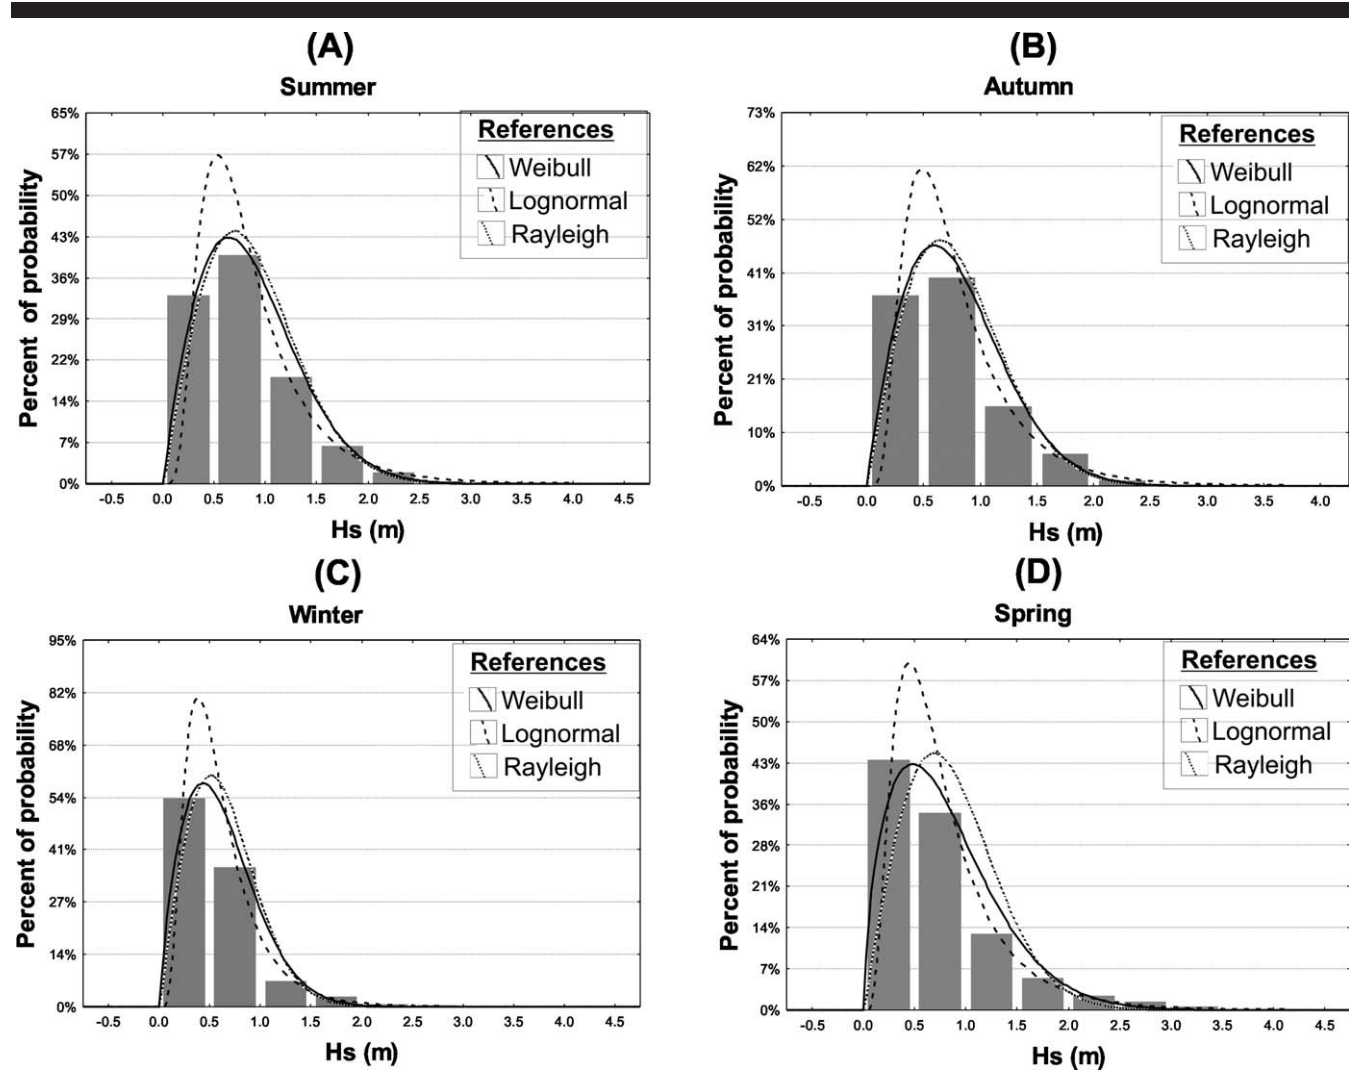 (A)
Summer
65%
57%
50%
43%
36%
29%
22%
14%
7%
0%
Percent of probability
-0.5 0.0 0.5 1.0 1.5 2.0 2.5 3.0 3.5 4.0 4.5
Hs (m)
References
Weibull
Lognormal
Rayleigh
(B)
Autumn
73%
62%
52%
41%
31%
21%
10%
0%
Percent of probability
-0.5 0.0 0.5 1.0 1.5 2.0 2.5 3.0 3.5 4.0
Hs (m)
References
Weibull
Lognormal
Rayleigh
(C)
Winter
95%
82%
68%
54%
41%
27%
14%
0%
Percent of probability
-0.5 0.0 0.5 1.0 1.5 2.0 2.5 3.0 3.5 4.0 4.5
Hs (m)
References
Weibull
Lognormal
Rayleigh
(D)
Spring
64%
57%
50%
43%
36%
28%
21%
14%
7%
0%
Percent of probability
-0.5 0.0 0.5 1.0 1.5 2.0 2.5 3.0 3.5 4.0 4.5
Hs (m)
References
Weibull
Lognormal
Rayleigh